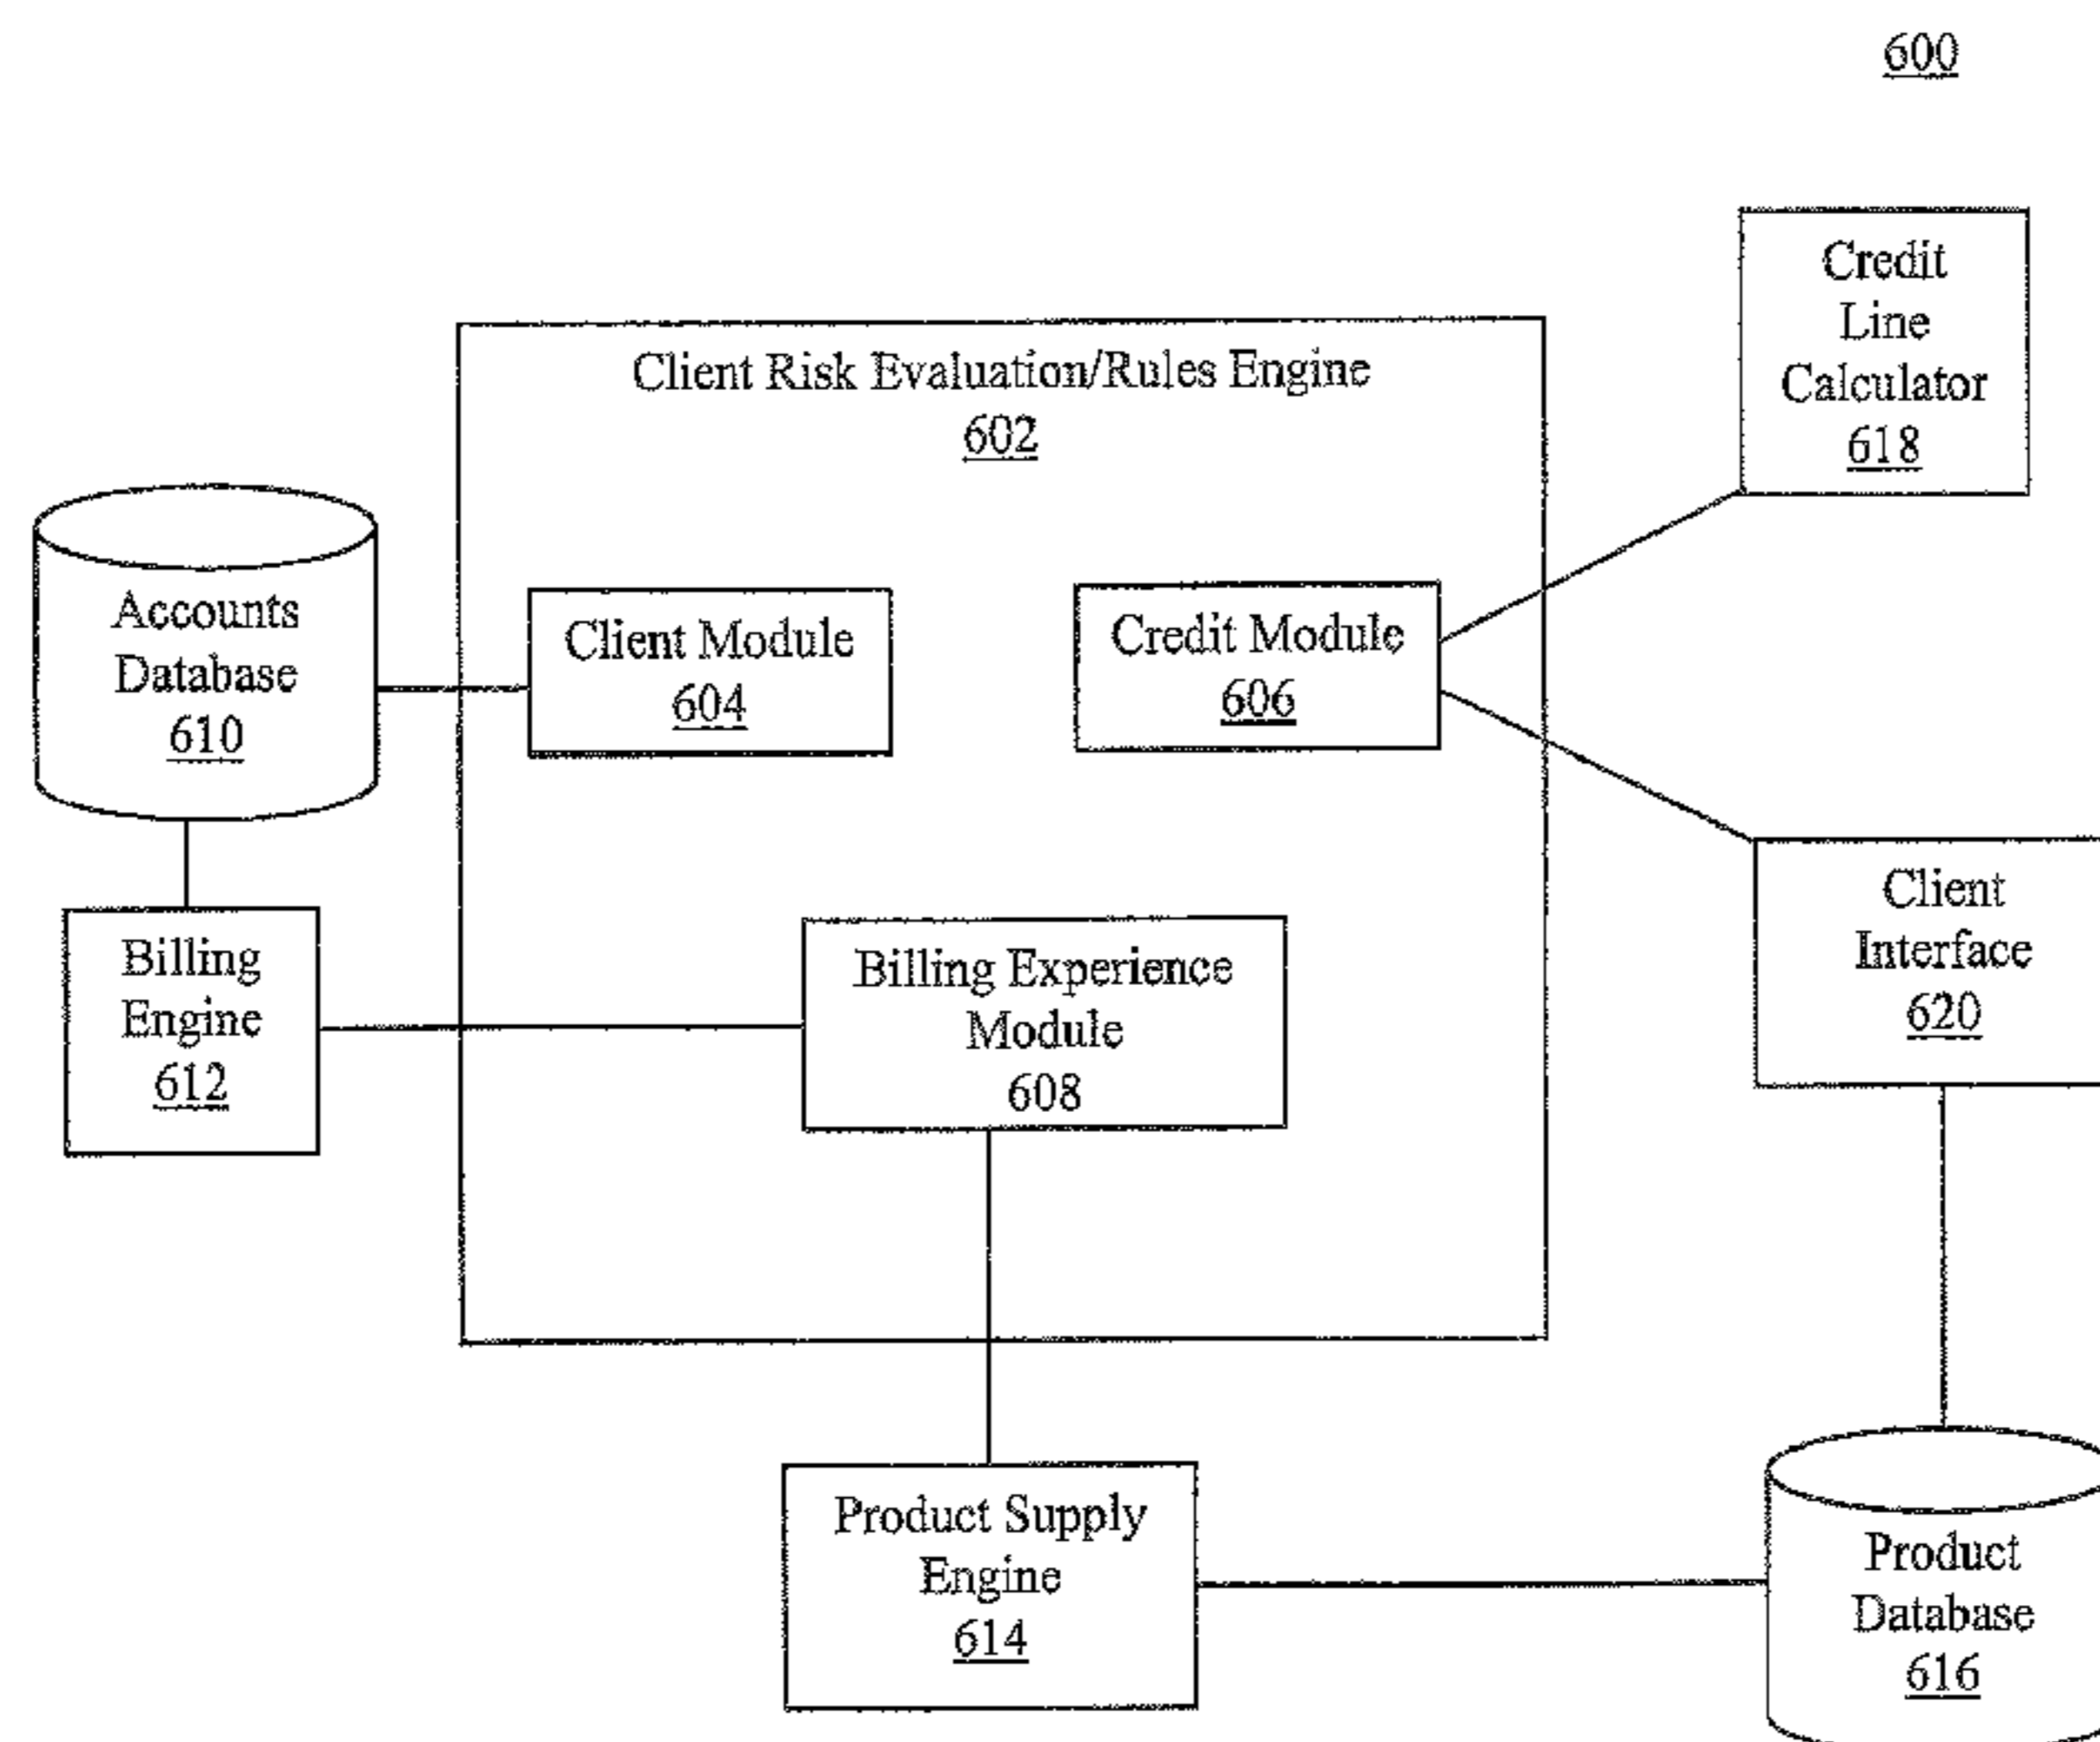 600
Credit
Line
Calculator
618
Client Risk Evaluation/Rules Engine
602
Accounts
Database
610
Client Module
604
Credit Module
606
Client
Interface
620
Billing
Engine
612
Billing Experience
Module
608
Product Supply
Engine
614
Product
Database
616